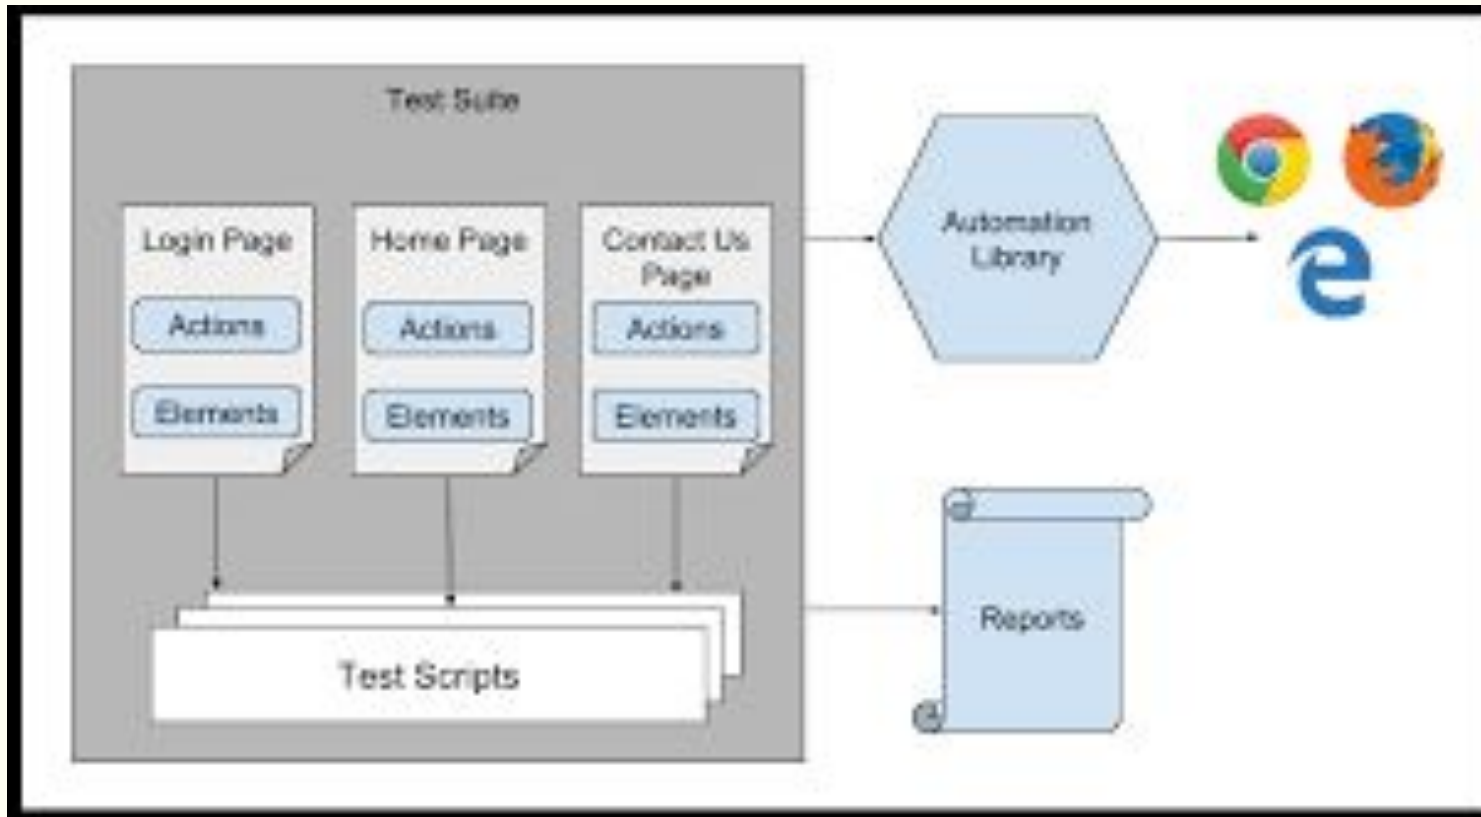 Test Suite
Login Page
Actions
Elements
Home Page
Actions
Elements
Contact Us
Page
Actions
Elements
Test Scripts
Automation
Library
Reports